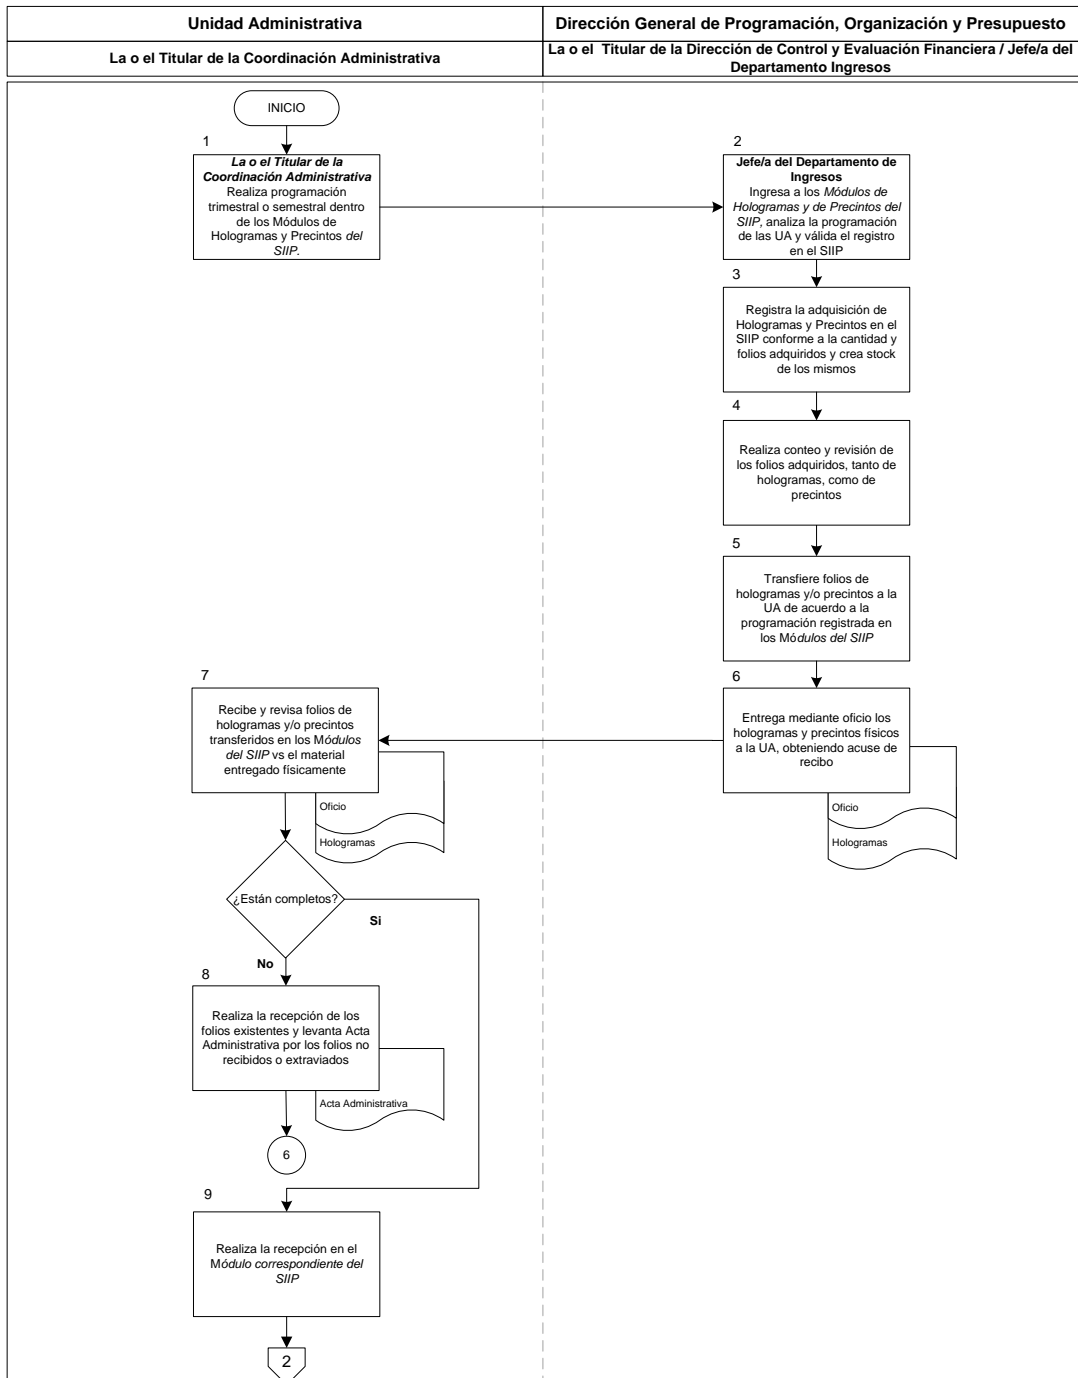 Unidad Administrativa
Dirección General de Programación, Organización y Presupuesto
La o el Titular de la Coordinación Administrativa
La o el  Titular de la Dirección de Control y Evaluación Financiera / Jefe/a del
Departamento Ingresos
INICIO
1
La o el Titular de la
Coordinación Administrativa
Realiza programación
trimestral o semestral dentro
de los Módulos de
Hologramas y Precintos del
SIIP.
2
Jefe/a del Departamento de
Ingresos
Ingresa a los Módulos de
Hologramas y de Precintos del
SIIP, analiza la programación
de las UA y válida el registro
en el SIIP
3
Registra la adquisición de
Hologramas y Precintos en el
SIIP conforme a la cantidad y
folios adquiridos y crea stock
de los mismos
4
Realiza conteo y revisión de
los folios adquiridos, tanto de
hologramas, como de
precintos
5
Transfiere folios de
hologramas y/o precintos a la
UA de acuerdo a la
programación registrada en
los Módulos del SIIP
6
Entrega mediante oficio los
hologramas y precintos físicos
a la UA, obteniendo acuse de
recibo
Oficio
Hologramas
7
Recibe y revisa folios de
hologramas y/o precintos
transferidos en los Módulos
del SIIP vs el material
entregado físicamente
Oficio
Hologramas
¿Están completos?
Si
No
8
Realiza la recepción de los
folios existentes y levanta Acta
Administrativa por los folios no
recibidos o extraviados
Acta Administrativa
6
9
Realiza la recepción en el
Módulo correspondiente del
SIIP
2